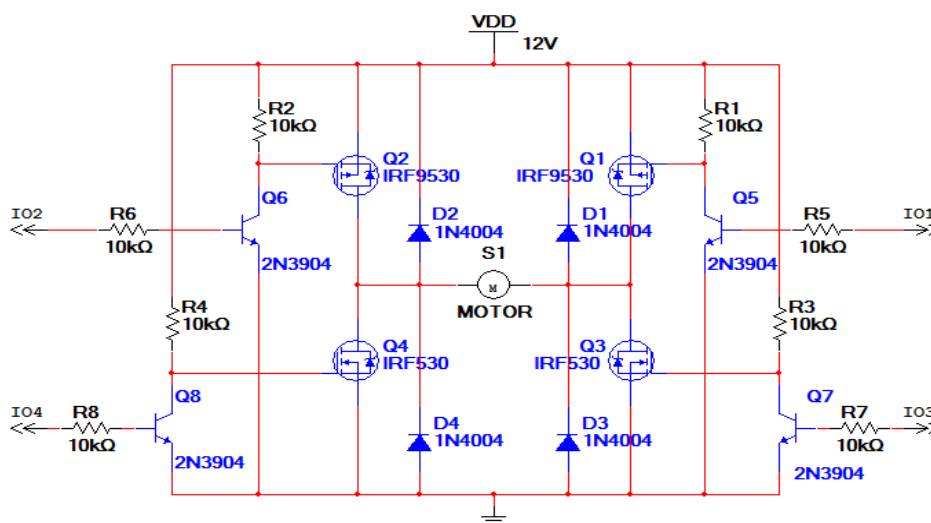 VDD
12V
R2
10kΩ
R1
10kΩ
Q2
IRF9530
Q1
IRF9530
Q6
Q5
IO2
R6
10kΩ
D2
1N4004
D1
1N4004
R5
10kΩ
IO1
2N3904
2N3904
S1
M
MOTOR
R4
10kΩ
R3
10kΩ
Q4
IRF530
Q3
IRF530
Q8
Q7
IO4
R8
10kΩ
D4
1N4004
D3
1N4004
R7
10kΩ
IO3
2N3904
2N3904